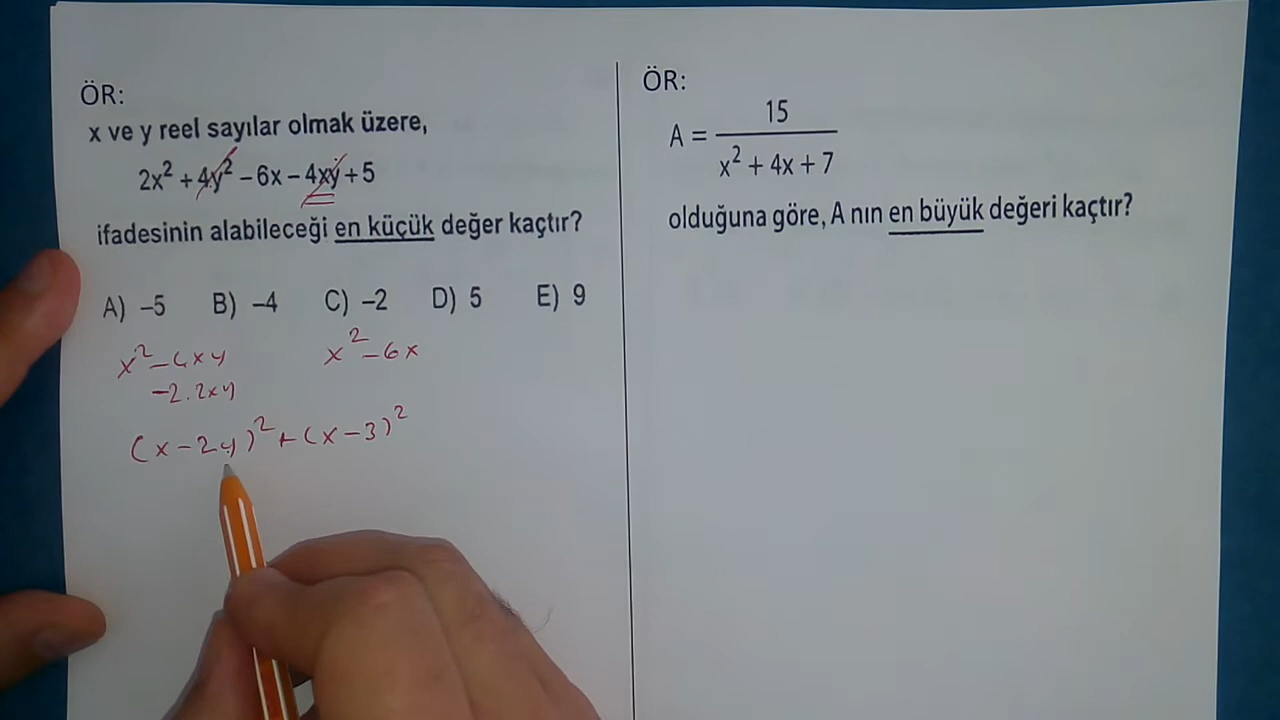 ÖR:
x ve y reel sayılar olmak üzere,
2x² + 4y² – 6x – 4xy + 5
ifadesinin alabileceği en küçük değer kaçtır?
A) –5 B) –4 C) –2 D) 5 E) 9
x² – 4xy x² – 6x
–2.2xy
(x – 2y)² + (x – 3)²
ÖR:
A = 15 / (x² + 4x + 7)
olduğuna göre, A nın en büyük değeri kaçtır?